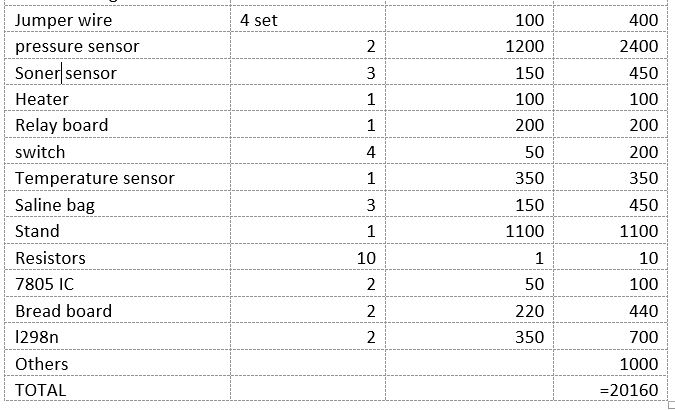 Jumper wire 4 set 100 400
pressure sensor 2 1200 2400
Soner sensor 3 150 450
Heater 1 100 100
Relay board 1 200 200
switch 4 50 200
Temperature sensor 1 350 350
Saline bag 3 150 450
Stand 1 1100 1100
Resistors 10 1 10
7805 IC 2 50 100
Bread board 2 220 440
l298n 2 350 700
Others 1000
TOTAL =20160